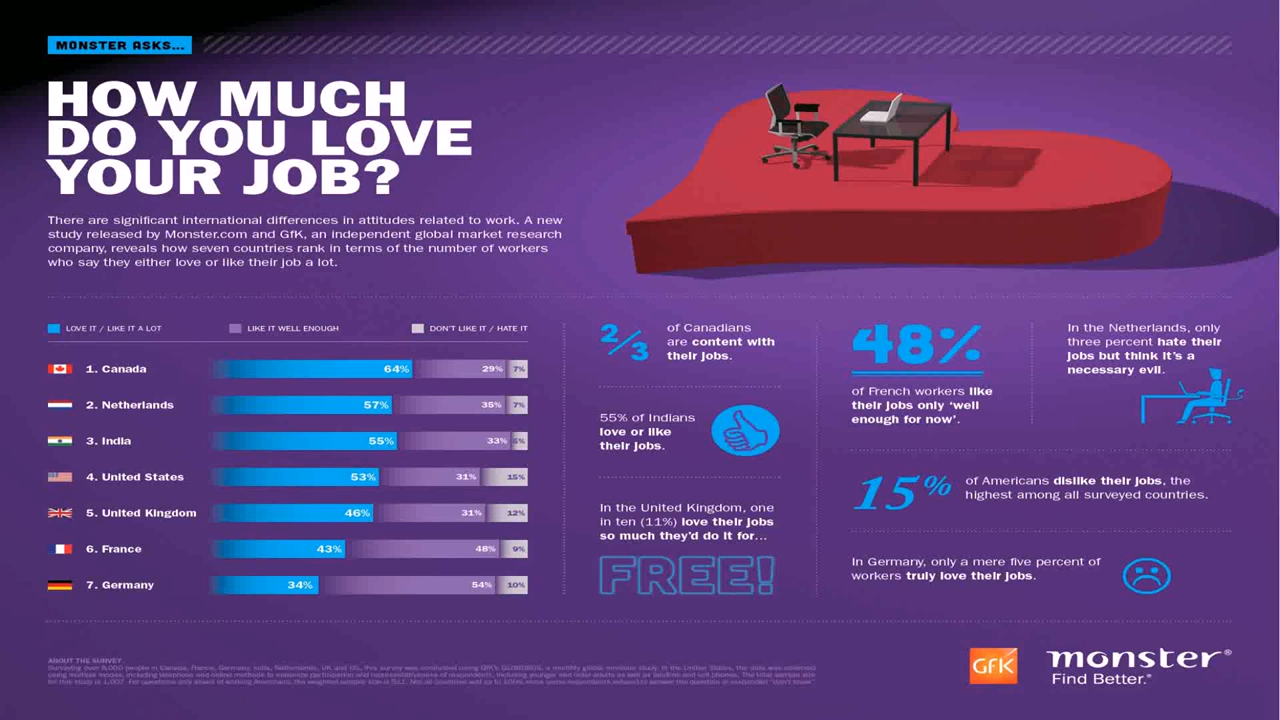 MONSTER ASKS...
HOW MUCH
DO YOU LOVE
YOUR JOB?
There are significant international differences in attitudes related to work. A new
study released by Monster.com and GfK, an independent global market research
company, reveals how seven countries rank in terms of the number of workers
who say they either love or like their job a lot.
LOVE IT / LIKE IT A LOT
LIKE IT WELL ENOUGH
DON'T LIKE IT / HATE IT
1. Canada 64% 29% 7%
2. Netherlands 57% 35% 7%
3. India 55% 33%
4. United States 53% 31% 15%
5. United Kingdom 46% 31% 12%
6. France 43% 48% 9%
7. Germany 34% 54% 10%
2/3
of Canadians
are content with
their jobs.
55% of Indians
love or like
their jobs.
In the United Kingdom, one
in ten (11%) love their jobs
so much they'd do it for...
FREE!
48%
of French workers like
their jobs only 'well
enough for now'.
In the Netherlands, only
three percent hate their
jobs but think it's a
necessary evil.
15%
of Americans dislike their jobs, the
highest among all surveyed countries.
In Germany, only a mere five percent of
workers truly love their jobs.
ABOUT THE SURVEY
GfK
monster®
Find Better.®